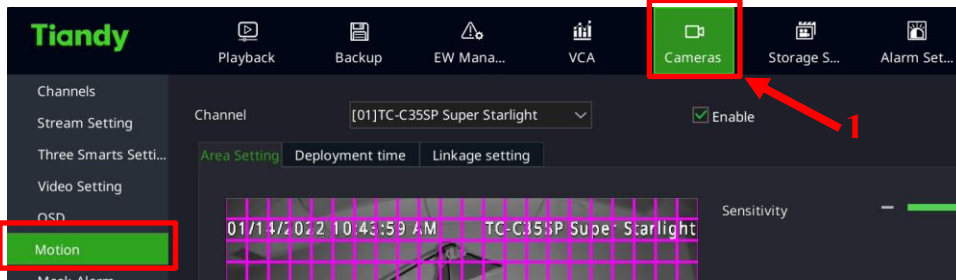 Tiandy
Playback
Backup
EW Mana...
VCA
Cameras
Storage S...
Alarm Set...
1
Channels
Stream Setting
Three Smarts Setti...
Video Setting
OSD
Motion
Mask Alarm
Channel
[01]TC-C35SP Super Starlight
Enable
Area Setting
Deployment time
Linkage setting
01/14/2022 10:43:59 AM
TC-C35SP Super Starlight
Sensitivity